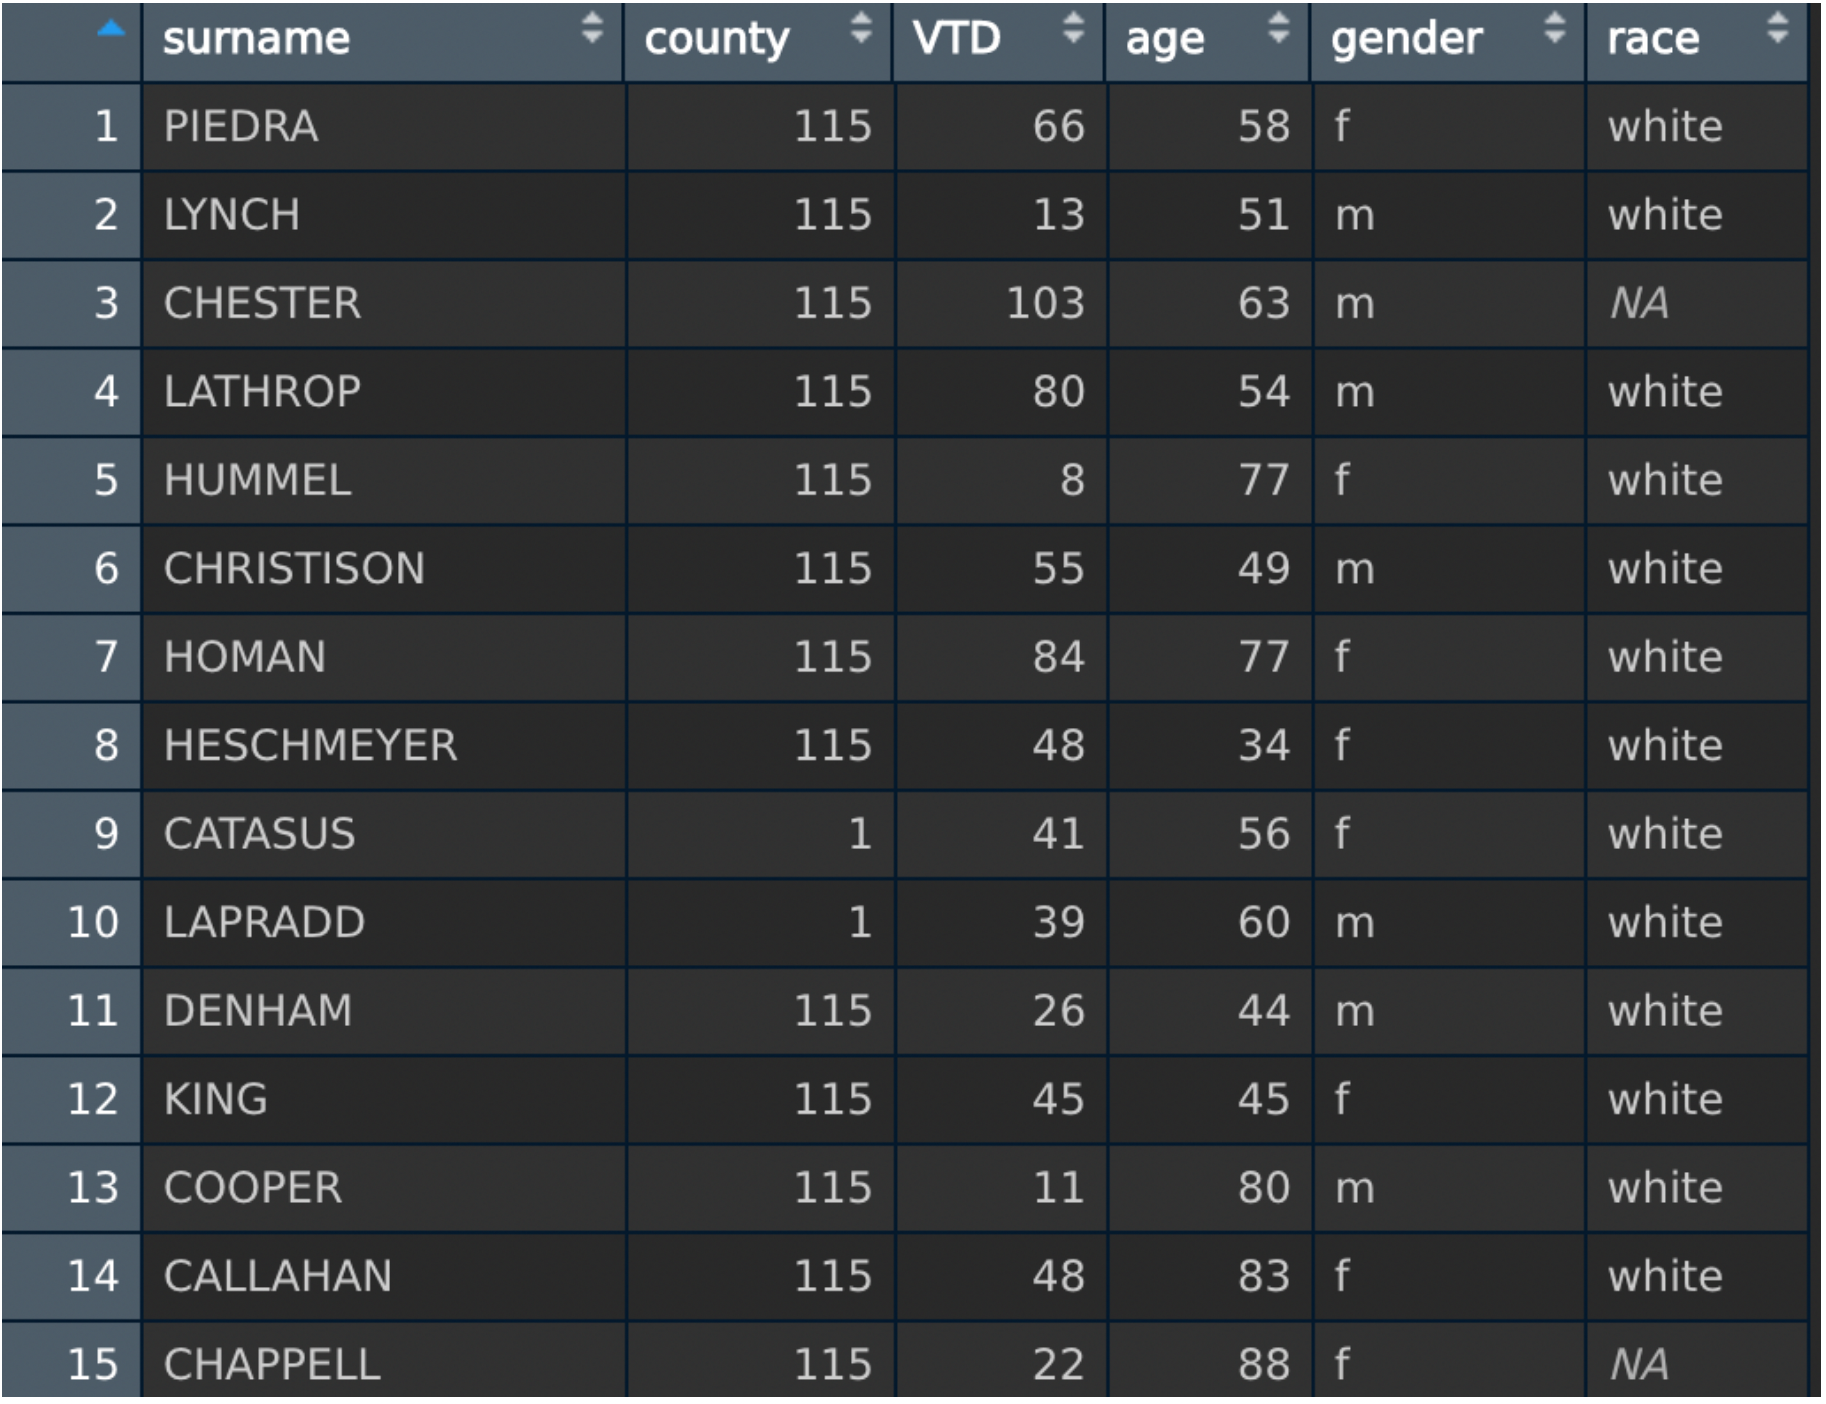 surname county VTD age gender race
1 PIEDRA 115 66 58 f white
2 LYNCH 115 13 51 m white
3 CHESTER 115 103 63 m NA
4 LATHROP 115 80 54 m white
5 HUMMEL 115 8 77 f white
6 CHRISTISON 115 55 49 m white
7 HOMAN 115 84 77 f white
8 HESCHMEYER 115 48 34 f white
9 CATASUS 1 41 56 f white
10 LAPRADD 1 39 60 m white
11 DENHAM 115 26 44 m white
12 KING 115 45 45 f white
13 COOPER 115 11 80 m white
14 CALLAHAN 115 48 83 f white
15 CHAPPELL 115 22 88 f NA